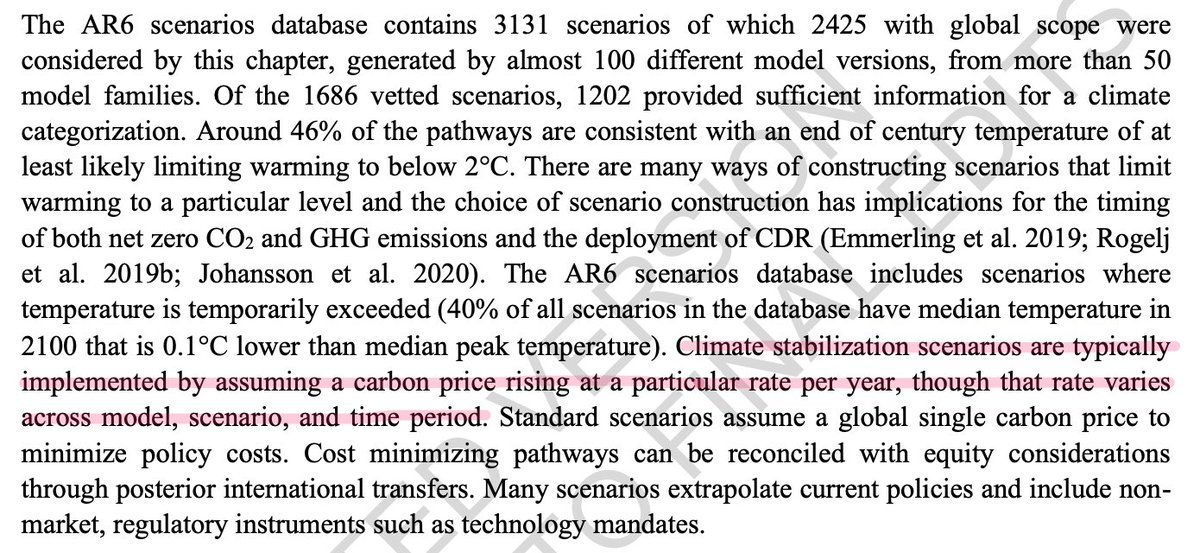 The AR6 scenarios database contains 3131 scenarios of which 2425 with global scope were
considered by this chapter, generated by almost 100 different model versions, from more than 50
model families. Of the 1686 vetted scenarios, 1202 provided sufficient information for a climate
categorization. Around 46% of the pathways are consistent with an end of century temperature of at
least likely limiting warming to below 2°C. There are many ways of constructing scenarios that limit
warming to a particular level and the choice of scenario construction has implications for the timing
of both net zero CO2 and GHG emissions and the deployment of CDR (Emmerling et al. 2019; Rogelj
et al. 2019b; Johansson et al. 2020). The AR6 scenarios database includes scenarios where
temperature is temporarily exceeded (40% of all scenarios in the database have median temperature in
2100 that is 0.1°C lower than median peak temperature). Climate stabilization scenarios are typically
implemented by assuming a carbon price rising at a particular rate per year, though that rate varies
across model, scenario, and time period. Standard scenarios assume a global single carbon price to
minimize policy costs. Cost minimizing pathways can be reconciled with equity considerations
through posterior international transfers. Many scenarios extrapolate current policies and include non-
market, regulatory instruments such as technology mandates.
TED VERSION
TO FINAL EDITS